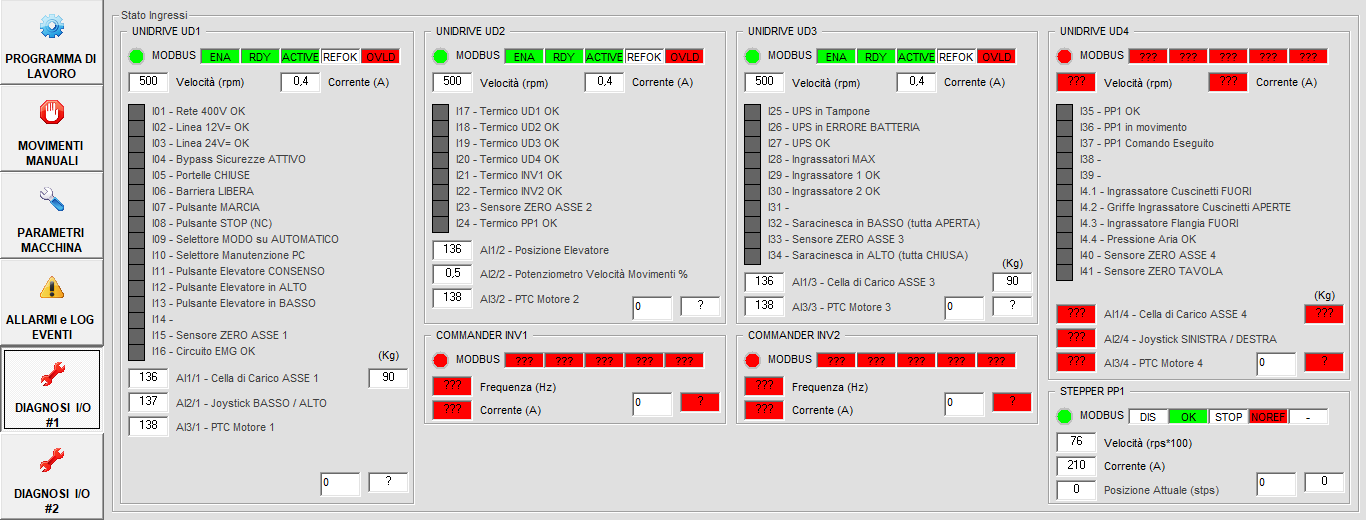 PROGRAMMA DI
LAVORO
MOVIMENTI
MANUALI
PARAMETRI
MACCHINA
ALLARMI e LOG
EVENTI
DIAGNOSI I/O
#1
DIAGNOSI I/O
#2
Stato Ingressi
UNIDRIVE UD1
MODBUS ENA RDY ACTIVE REFOK OVLD
500 Velocità (rpm) 0,4 Corrente (A)
I01 - Rete 400V OK
I02 - Linea 12V= OK
I03 - Linea 24V= OK
I04 - Bypass Sicurezze ATTIVO
I05 - Portelle CHIUSE
I06 - Barriera LIBERA
I07 - Pulsante MARCIA
I08 - Pulsante STOP (NC)
I09 - Selettore MODO su AUTOMATICO
I10 - Selettore Manutenzione PC
I11 - Pulsante Elevatore CONSENSO
I12 - Pulsante Elevatore in ALTO
I13 - Pulsante Elevatore in BASSO
I14 -
I15 - Sensore ZERO ASSE 1
I16 - Circuito EMG OK
(Kg)
136 AI1/1 - Cella di Carico ASSE 1 90
137 AI2/1 - Joystick BASSO / ALTO
138 AI3/1 - PTC Motore 1
0 ?
UNIDRIVE UD2
MODBUS ENA RDY ACTIVE REFOK OVLD
500 Velocità (rpm) 0,4 Corrente (A)
I17 - Termico UD1 OK
I18 - Termico UD2 OK
I19 - Termico UD3 OK
I20 - Termico UD4 OK
I21 - Termico INV1 OK
I22 - Termico INV2 OK
I23 - Sensore ZERO ASSE 2
I24 - Termico PP1 OK
136 AI1/2 - Posizione Elevatore
0,5 AI2/2 - Potenziometro Velocità Movimenti %
138 AI3/2 - PTC Motore 2
0 ?
COMMANDER INV1
MODBUS ??? ??? ??? ??? ???
??? Frequenza (Hz)
??? Corrente (A)
0 ?
UNIDRIVE UD3
MODBUS ENA RDY ACTIVE REFOK OVLD
500 Velocità (rpm) 0,4 Corrente (A)
I25 - UPS in Tampone
I26 - UPS in ERRORE BATTERIA
I27 - UPS OK
I28 - Ingrassatori MAX
I29 - Ingrassatore 1 OK
I30 - Ingrassatore 2 OK
I31 -
I32 - Saracinesca in BASSO (tutta APERTA)
I33 - Sensore ZERO ASSE 3
I34 - Saracinesca in ALTO (tutta CHIUSA)
(Kg)
136 AI1/3 - Cella di Carico ASSE 3 90
138 AI3/3 - PTC Motore 3 0 ?
COMMANDER INV2
MODBUS ??? ??? ??? ??? ???
??? Frequenza (Hz)
??? Corrente (A)
0 ?
UNIDRIVE UD4
MODBUS ??? ??? ??? ??? ???
??? Velocità (rpm) ??? Corrente (A)
I35 - PP1 OK
I36 - PP1 in movimento
I37 - PP1 Comando Eseguito
I38 -
I39 -
I4.1 - Ingrassatore Cuscinetti FUORI
I4.2 - Griffe Ingrassatore Cuscinetti APERTE
I4.3 - Ingrassatore Flangia FUORI
I4.4 - Pressione Aria OK
I40 - Sensore ZERO ASSE 4
I41 - Sensore ZERO TAVOLA
(Kg)
??? AI1/4 - Cella di Carico ASSE 4 ???
??? AI2/4 - Joystick SINISTRA / DESTRA
??? AI3/4 - PTC Motore 4 0 ?
STEPPER PP1
MODBUS DIS OK STOP NOREF -
76 Velocità (rps*100)
210 Corrente (A)
0 Posizione Attuale (stps) 0 0